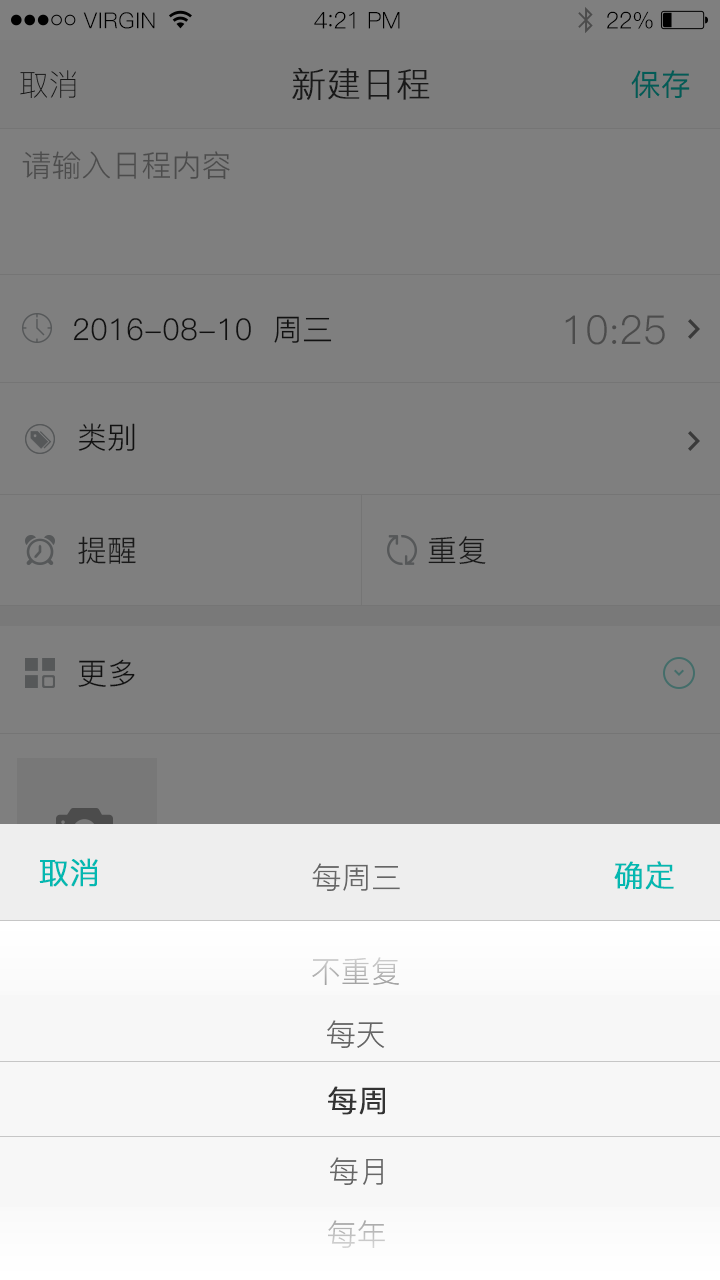 VIRGIN 4:21 PM 22%
取消 新建日程 保存
请输入日程内容
2016-08-10 周三 10:25
类别
提醒 重复
更多
取消 每周三 确定
不重复
每天
每周
每月
每年